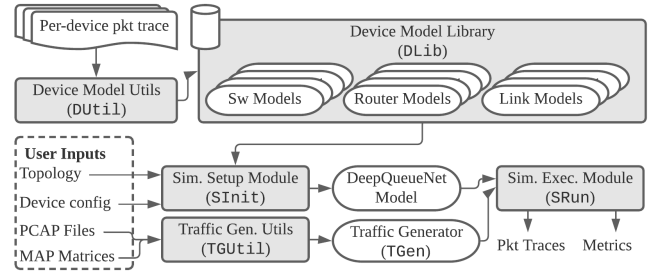 Per-device pkt trace
Device Model Utils
(DUtil)
Device Model Library
(DLib)
Sw Models
Router Models
Link Models
User Inputs
Topology
Device config
PCAP Files
MAP Matrices
Sim. Setup Module
(SInit)
DeepQueueNet
Model
Sim. Exec. Module
(SRun)
Traffic Gen. Utils
(TGUtil)
Traffic Generator
(TGen)
Pkt Traces
Metrics